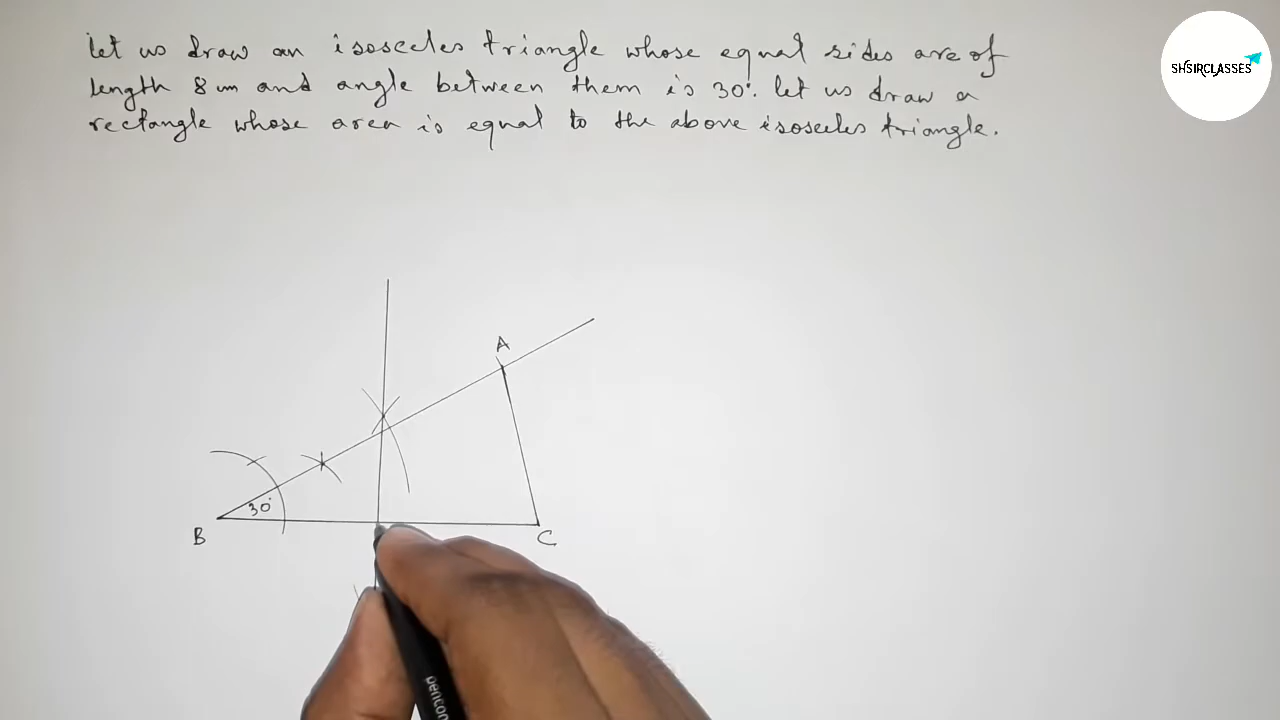 let us draw an isosceles triangle whose equal sides are of
length 8 cm and angle between them is 30°. let us draw a
rectangle whose area is equal to the above isosceles triangle.
SHSIRCLASSES
A
30°
B
C
pencom